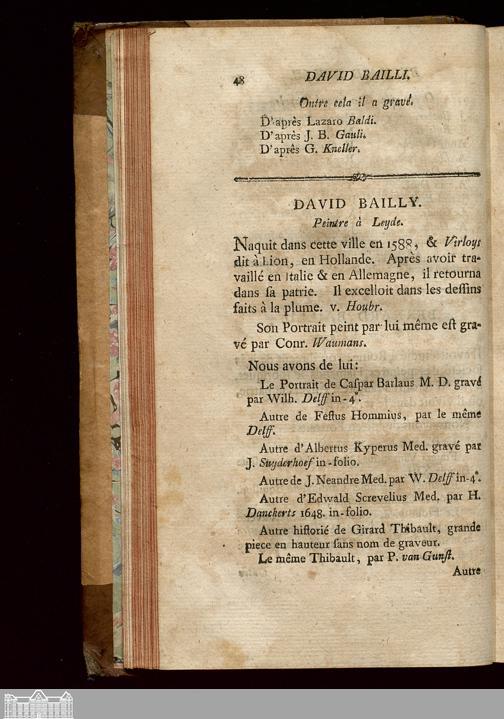 48 DAVID BAILLI.
Outre cela il a gravé.
D'après Lazaro Baldi.
D'après J. B. Gauli.
D'après G. Kneller.
DAVID BAILLY.
Peintre à Leyde.
Naquit dans cette ville en 1588, & Virloys
dit à Lion, en Hollande. Après avoir tra-
vaillé en Italie & en Allemagne, il retourna
dans ſa patrie. Il excelloit dans les deſſins
faits à la plume. v. Houbr.
Son Portrait peint par lui même eſt gra-
vé par Conr. Waumans.
Nous avons de lui:
Le Portrait de Caſpar Barlaus M. D. gravé
par Wilh. Delff in-4°.
Autre de Feſtus Hommius, par le même
Delff.
Autre d'Albertus Kyperus Med. gravé par
J. Suyderhoef in-folio.
Autre de J. Neandre Med. par W. Delff in-4°.
Autre d'Edwald Screvelius Med. par H.
Danckerts 1648. in-folio.
Autre hiſtorié de Girard Thibault, grande
piece en hauteur ſans nom de graveur.
Le même Thibault, par P. van Gunſt.
Autre